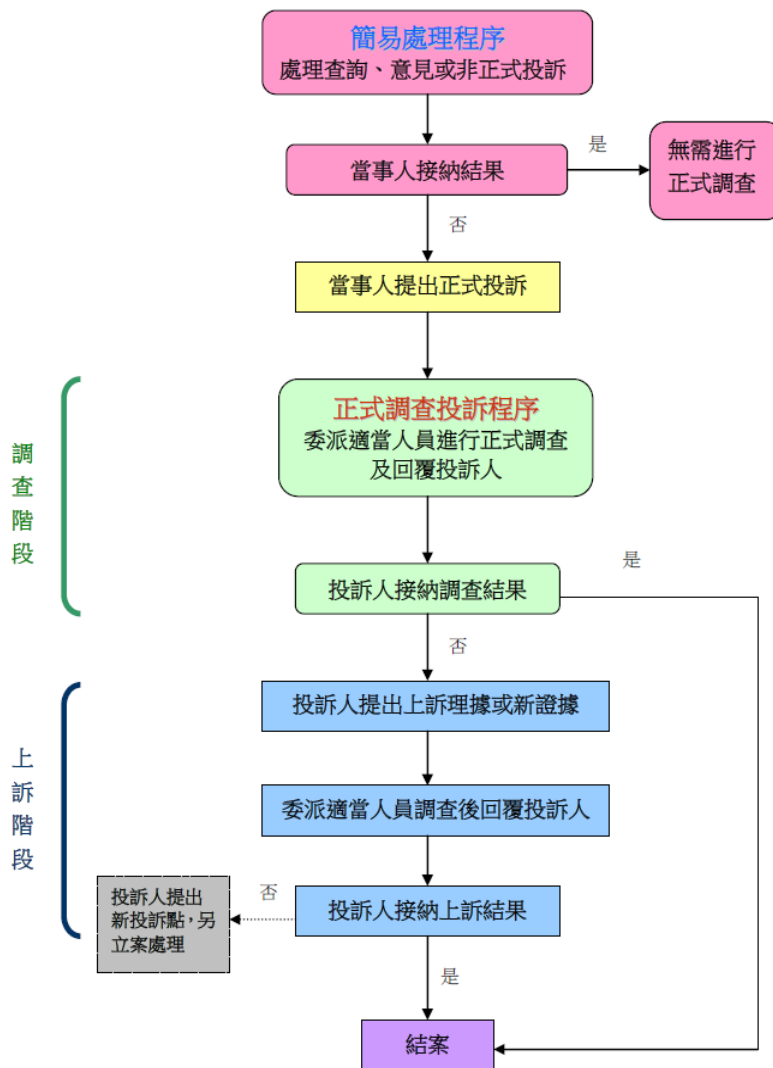 簡易處理程序
處理查詢、意見或非正式投訴
當事人接納結果
是
無需進行
正式調查
否
當事人提出正式投訴
調
查
階
段
正式調查投訴程序
委派適當人員進行正式調查
及回覆投訴人
投訴人接納調查結果
是
否
上
訴
階
段
投訴人提出上訴理據或新證據
委派適當人員調查後回覆投訴人
投訴人接納上訴結果
否
投訴人提出
新投訴點，另
立案處理
是
結案